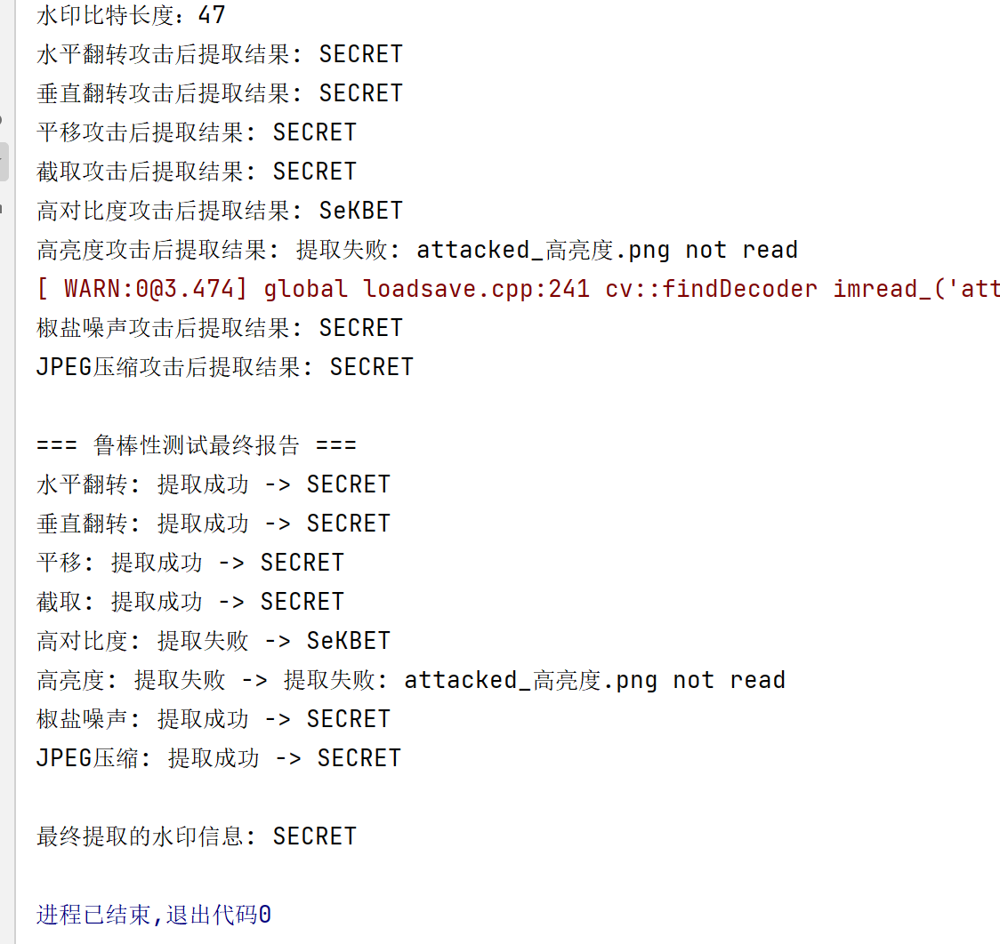 水印比特长度：47
水平翻转攻击后提取结果: SECRET
垂直翻转攻击后提取结果: SECRET
平移攻击后提取结果: SECRET
截取攻击后提取结果: SECRET
高对比度攻击后提取结果: SeKBET
高亮度攻击后提取结果: 提取失败: attacked_高亮度.png not read
[ WARN:0@3.474] global loadsave.cpp:241 cv::findDecoder imread_('att
椒盐噪声攻击后提取结果: SECRET
JPEG压缩攻击后提取结果: SECRET
=== 鲁棒性测试最终报告 ===
水平翻转: 提取成功 -> SECRET
垂直翻转: 提取成功 -> SECRET
平移: 提取成功 -> SECRET
截取: 提取成功 -> SECRET
高对比度: 提取失败 -> SeKBET
高亮度: 提取失败 -> 提取失败: attacked_高亮度.png not read
椒盐噪声: 提取成功 -> SECRET
JPEG压缩: 提取成功 -> SECRET
最终提取的水印信息: SECRET
进程已结束,退出代码0